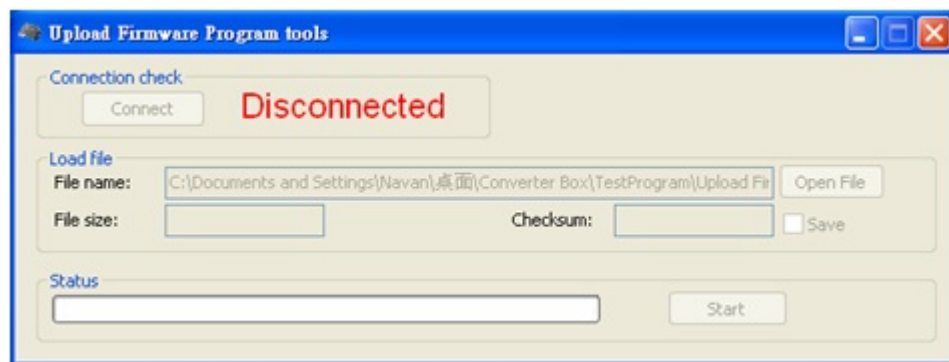 Upload Firmware Program tools
Connection check
Connect Disconnected
Load file
File name: C:\Documents and Settings\Navan\桌面\Converter Box\TestProgram\Upload Fir Open File
File size: Checksum: Save
Status
Start